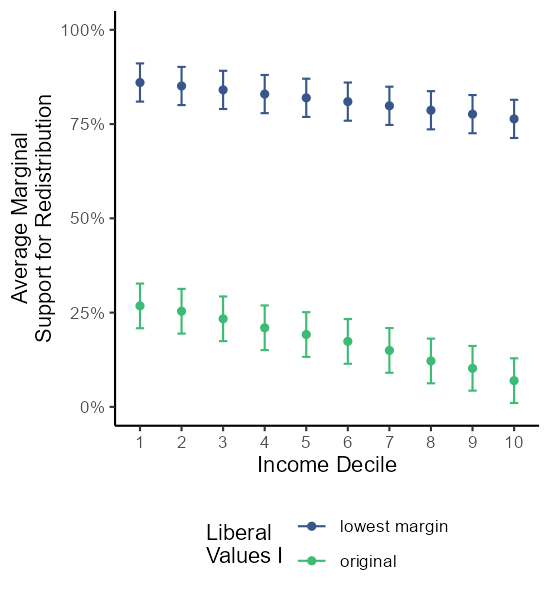 Average Marginal
Support for Redistribution
100%
75%
50%
25%
0%
1 2 3 4 5 6 7 8 9 10
Income Decile
Liberal
Values I
lowest margin
original